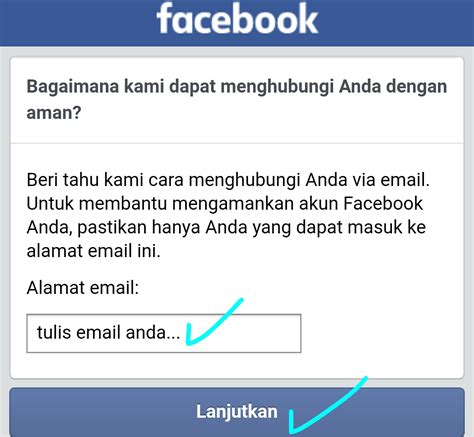 facebook
Bagaimana kami dapat menghubungi Anda dengan
aman?
Beri tahu kami cara menghubungi Anda via email.
Untuk membantu mengamankan akun Facebook
Anda, pastikan hanya Anda yang dapat masuk ke
alamat email ini.
Alamat email:
tulis email anda...
Lanjutkan